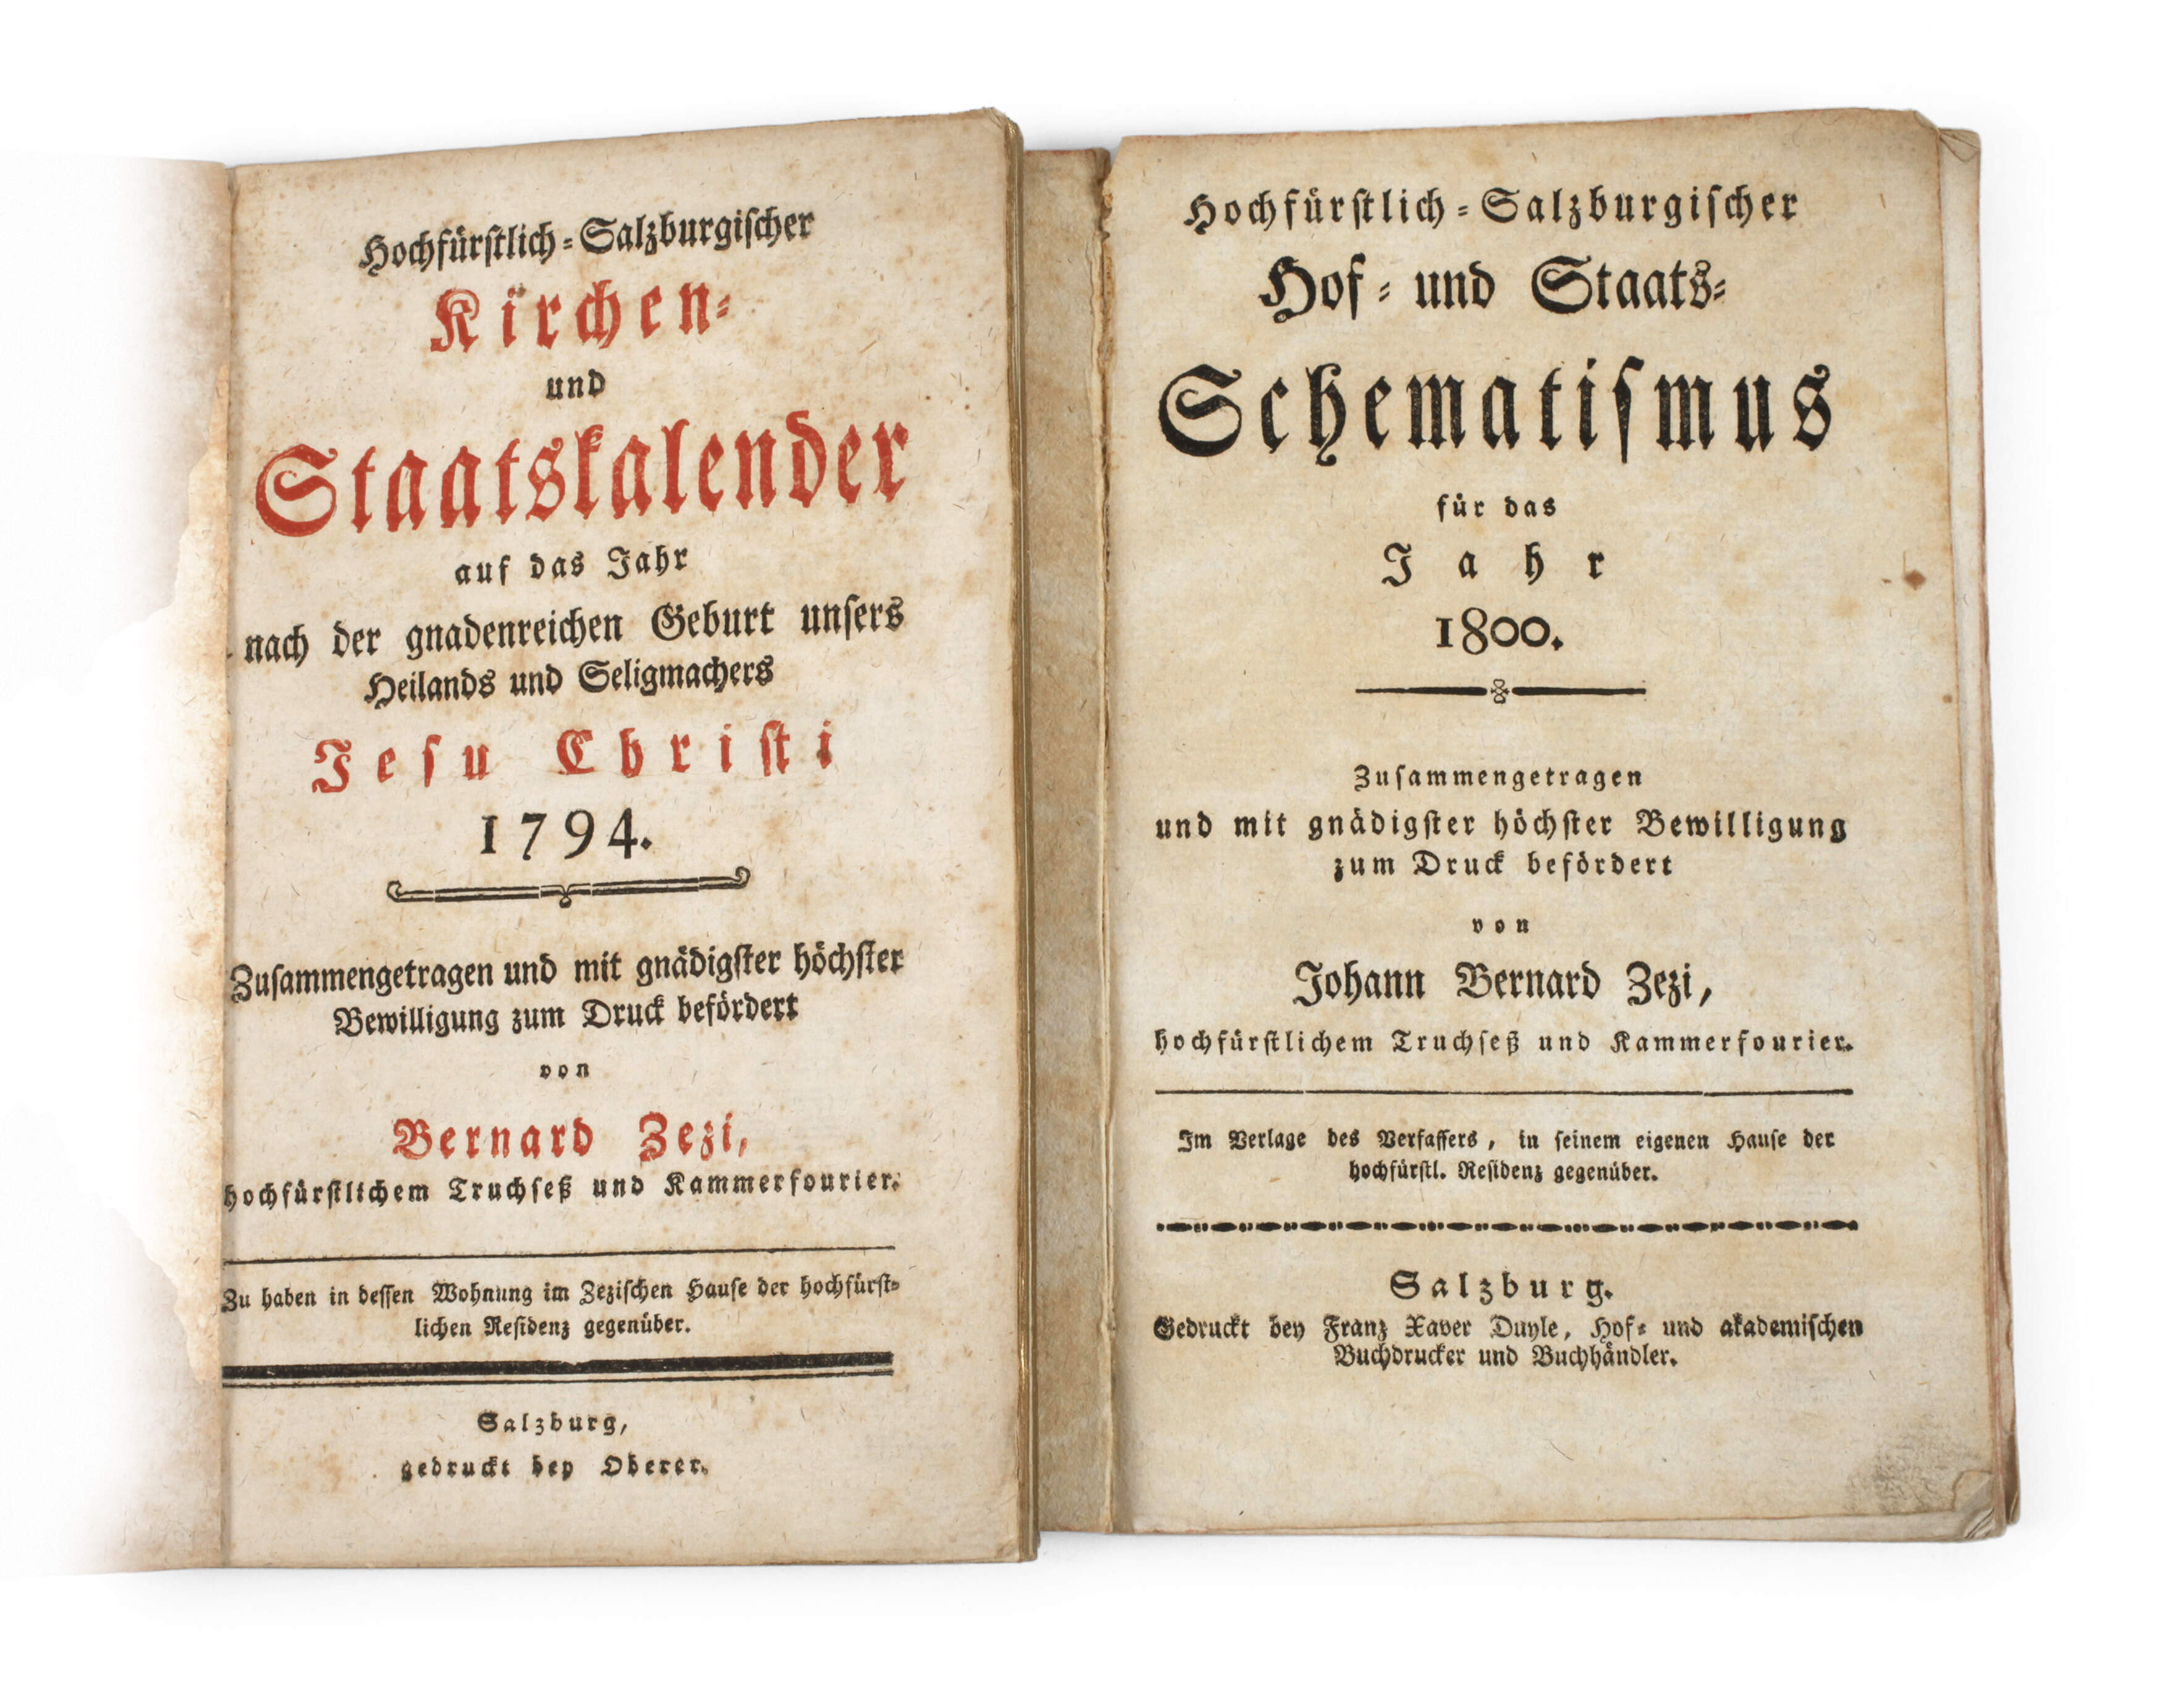 Hochfürstlich=Salzburgischer
Kirchen=
und
Staatskalender
auf das Jahr
nach der gnadenreichen Geburt unsers
Heilands und Seligmachers
Jesu Christi
1794.
Zusammengetragen und mit gnädigster höchster
Bewilligung zum Druck befördert
von
Bernard Zezi,
hochfürstlichem Truchseß und Kammerfourier.
Zu haben in dessen Wohnung im Zezischen Hause der hochfürst=
lichen Residenz gegenüber.
Salzburg,
gedruckt bey Oberer.
Hochfürstlich=Salzburgischer
Hof= und Staats=
Schematismus
für das
Jahr
1800.
Zusammengetragen
und mit gnädigster höchster Bewilligung
zum Druck befördert
von
Johann Bernard Zezi,
hochfürstlichem Truchseß und Kammerfourier.
Im Verlage des Verfassers, in seinem eigenen Hause der
hochfürstl. Residenz gegenüber.
Salzburg.
Gedruckt bey Franz Xaver Duyle, Hof= und akademischen
Buchdrucker und Buchhändler.